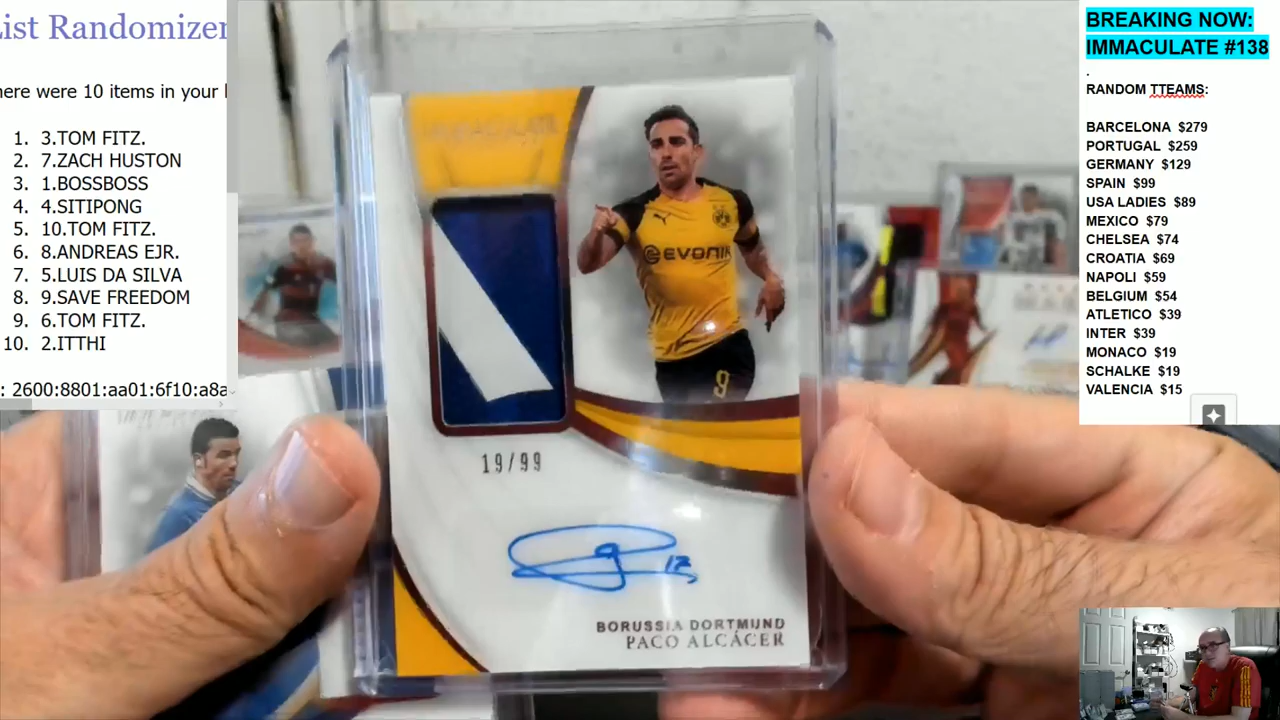 List Randomizer
here were 10 items in your l
1. 3.TOM FITZ.
2. 7.ZACH HUSTON
3. 1.BOSSBOSS
4. 4.SITIPONG
5. 10.TOM FITZ.
6. 8.ANDREAS EJR.
7. 5.LUIS DA SILVA
8. 9.SAVE FREEDOM
9. 6.TOM FITZ.
10. 2.ITTHI
: 2600:8801:aa01:6f10:a8a
IMMACULATE
EVONIK
9
19/99
12
BORUSSIA DORTMUND
PACO ALCÁCER
BREAKING NOW:
IMMACULATE #138
.
RANDOM TTEAMS:
BARCELONA $279
PORTUGAL $259
GERMANY $129
SPAIN $99
USA LADIES $89
MEXICO $79
CHELSEA $74
CROATIA $69
NAPOLI $59
BELGIUM $54
ATLETICO $39
INTER $39
MONACO $19
SCHALKE $19
VALENCIA $15